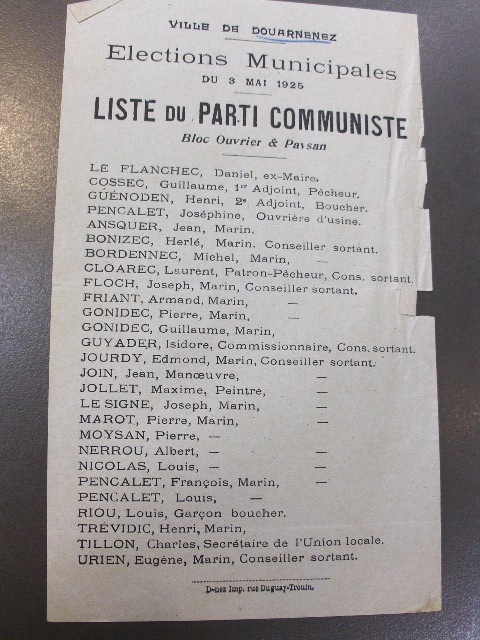 VILLE DE DOUARNENEZ
Elections Municipales
DU 3 MAI 1925
LISTE DU PARTI COMMUNISTE
Bloc Ouvrier & Paysan
LE FLANCHEC, Daniel, ex-Maire.
COSSEC, Guillaume, 1er Adjoint, Pêcheur.
GUÉNODEN, Henri, 2e Adjoint, Boucher.
PENCALET, Joséphine, Ouvrière d'usine.
ANSQUER, Jean, Marin.
BONIZEC, Herlé, Marin. Conseiller sortant.
BORDENNEC, Michel, Marin, —
CLOAREC, Laurent, Patron-Pêcheur, Cons. sortant.
FLOCH, Joseph, Marin, Conseiller sortant.
FRIANT, Armand, Marin, —
GONIDEC, Pierre, Marin, —
GONIDEC, Guillaume, Marin,
GUYADER, Isidore, Commissionnaire, Cons. sortant.
JOURDY, Edmond, Marin, Conseiller sortant.
JOIN, Jean, Manœuvre, —
JOLLET, Maxime, Peintre, —
LE SIGNE, Joseph, Marin, —
MAROT, Pierre, Marin, —
MOYSAN, Pierre, —
NERROU, Albert, — —
NICOLAS, Louis, — —
PENCALET, François, Marin, —
PENCALET, Louis, —
RIOU, Louis, Garçon boucher.
TRÉVIDIC, Henri, Marin,
TILLON, Charles, Secrétaire de l'Union locale.
URIEN, Eugène, Marin, Conseiller sortant.
D-nez Imp. rue Duguay-Trouin.